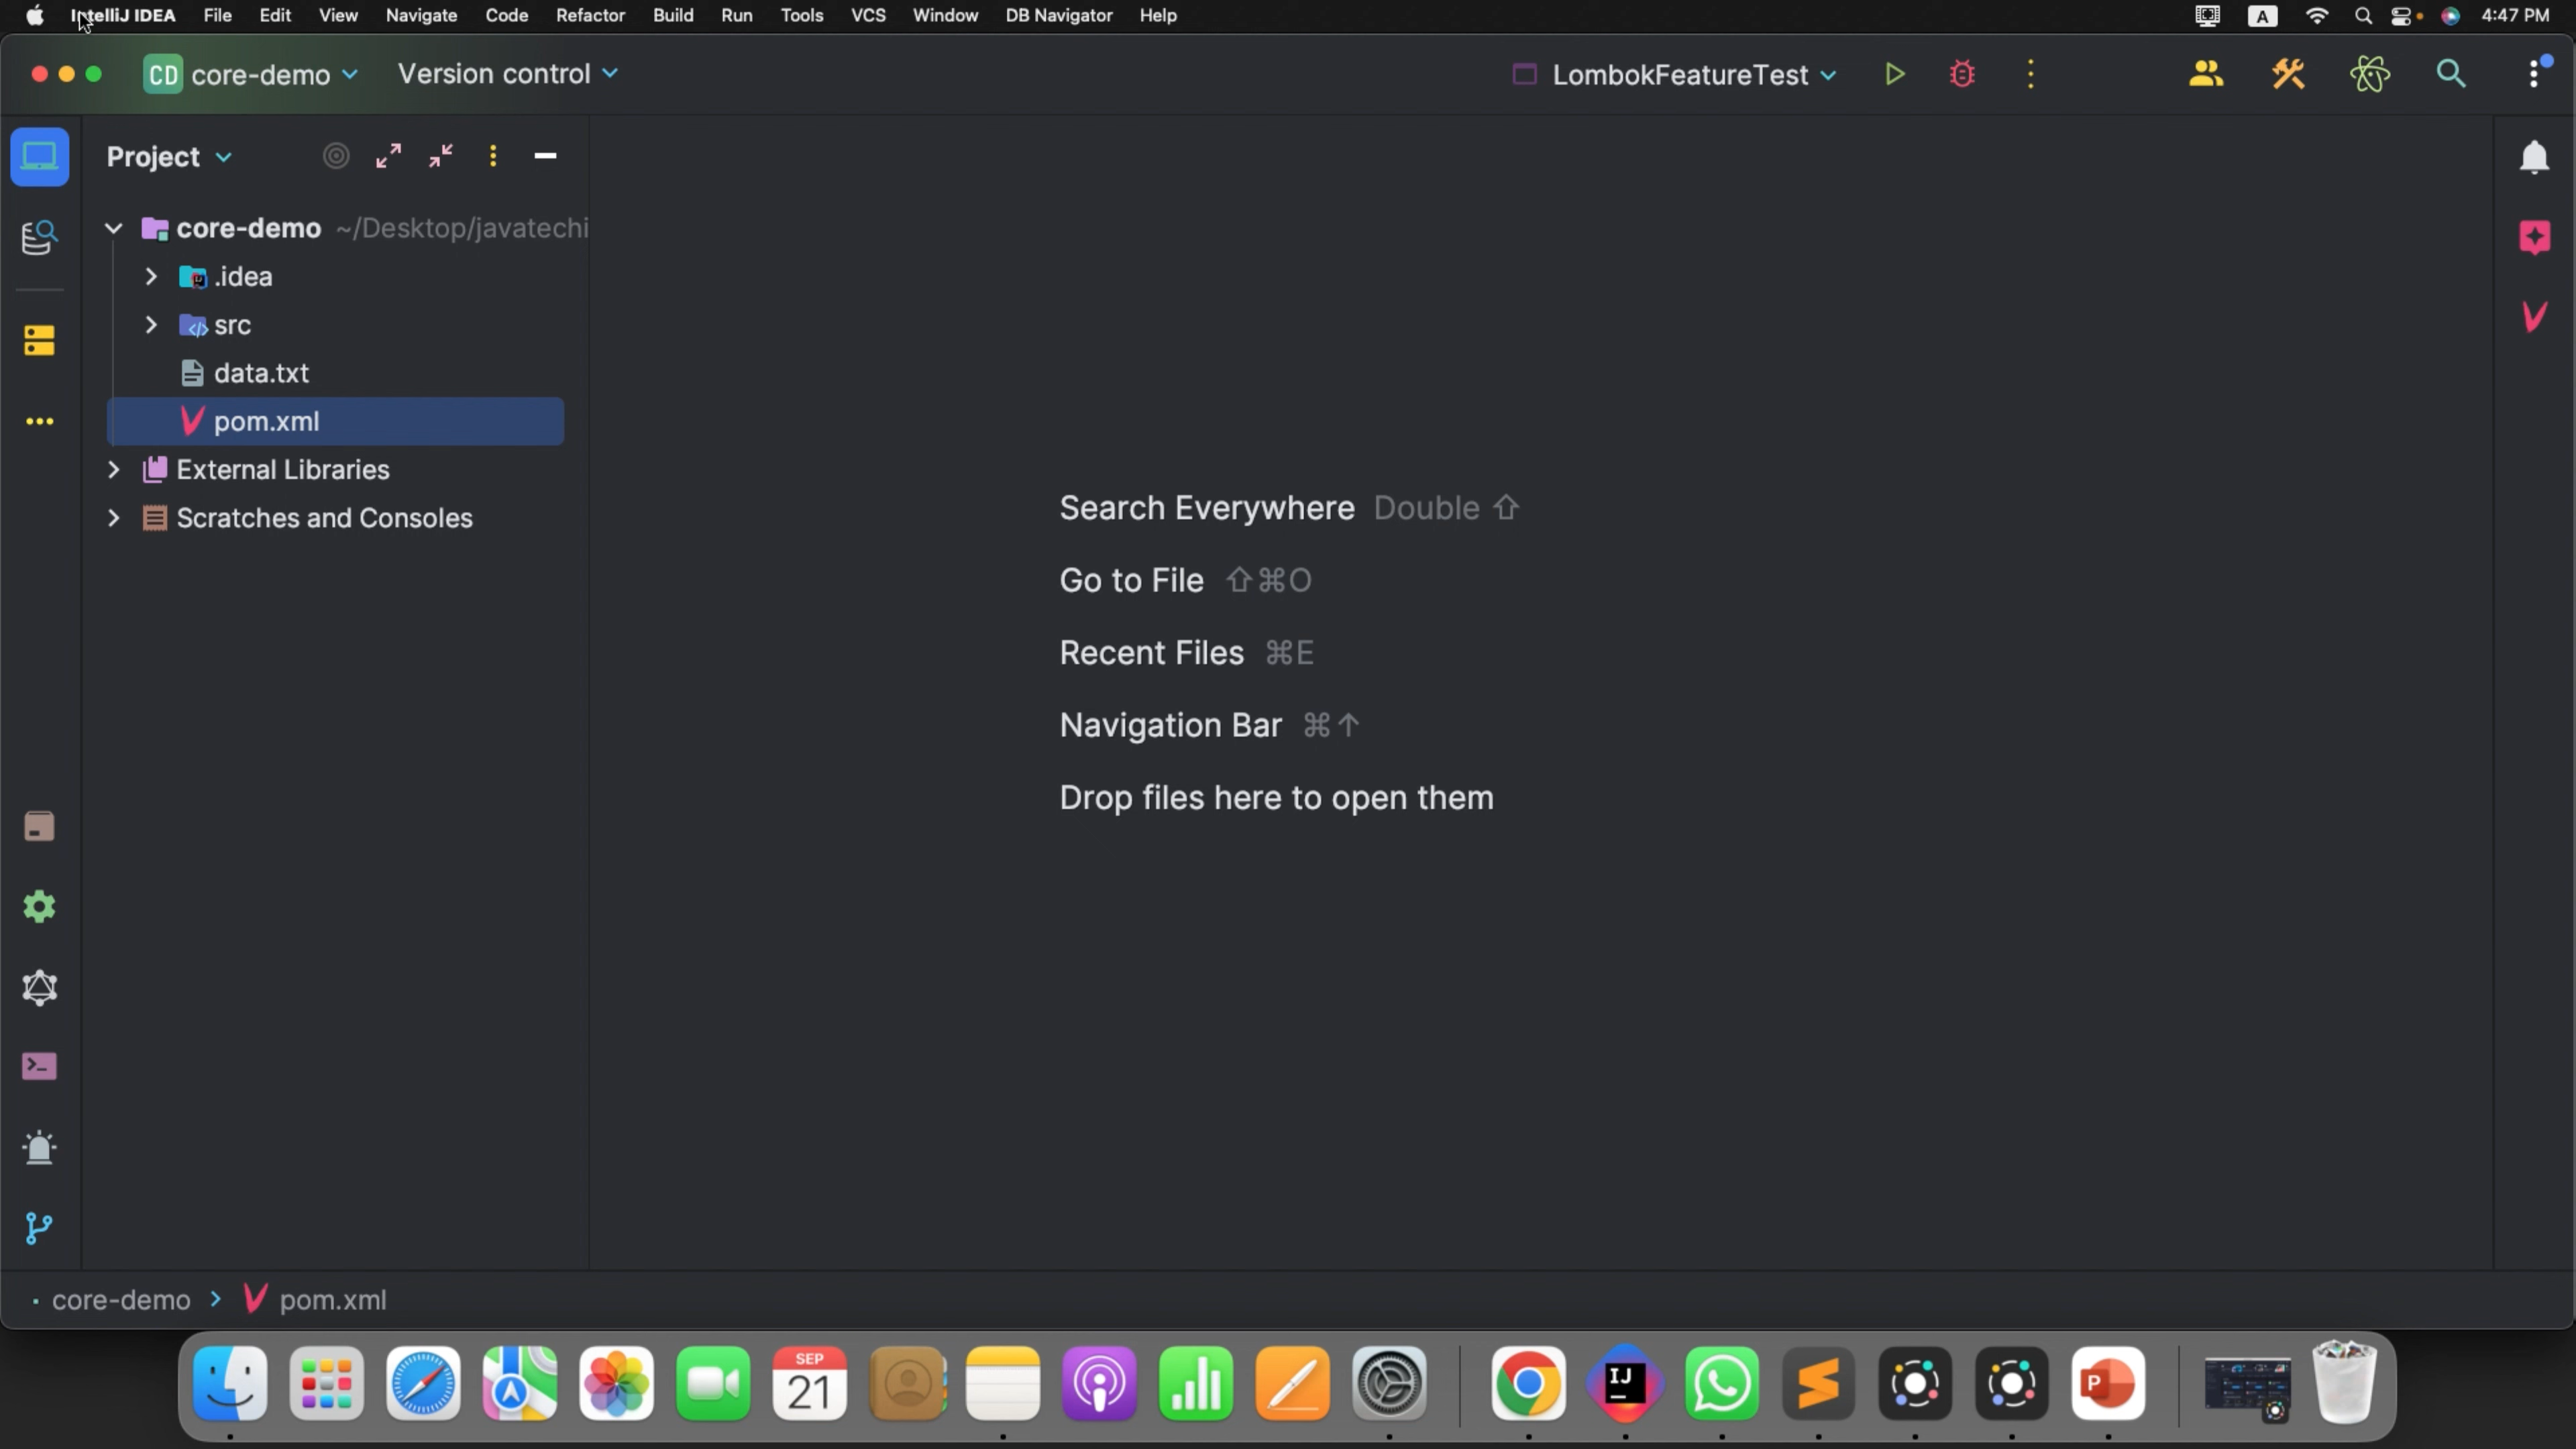 IntelliJ IDEA File Edit View Navigate Code Refactor Build Run Tools VCS Window DB Navigator Help A 4:47 PM
CD core-demo Version control LombokFeatureTest
Project
core-demo ~/Desktop/javatechi
.idea
src
data.txt
pom.xml
External Libraries
Scratches and Consoles
Search Everywhere Double ⇧
Go to File ⇧⌘O
Recent Files ⌘E
Navigation Bar ⌘↑
Drop files here to open them
core-demo > pom.xml
SEP
21
IJ
P